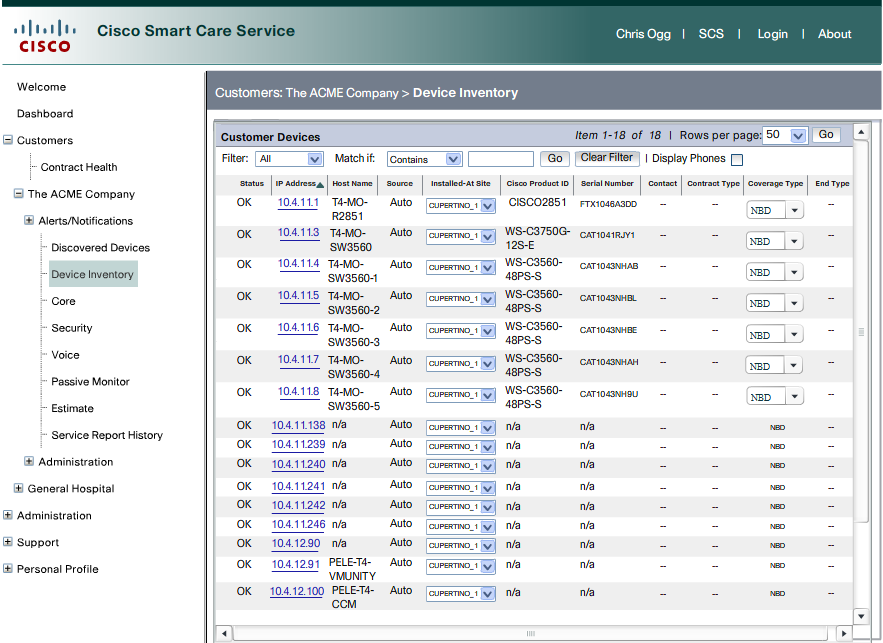 CISCO
Cisco Smart Care Service
Chris Ogg | SCS | Login | About
Welcome
Dashboard
Customers
Contract Health
The ACME Company
Alerts/Notifications
Discovered Devices
Device Inventory
Core
Security
Voice
Passive Monitor
Estimate
Service Report History
Administration
General Hospital
Administration
Support
Personal Profile
Customers: The ACME Company > Device Inventory
Customer Devices Item 1-18 of 18 | Rows per page: 50 Go
Filter: All Match if: Contains Go Clear Filter | Display Phones
Status IP Address Host Name Source Installed-At Site Cisco Product ID Serial Number Contact Contract Type Coverage Type End Type
OK 10.4.11.1 T4-MO- Auto CUPERTINO_1 CISCO2851 FTX1046A3DD -- -- NBD --
R2851
OK 10.4.11.3 T4-MO- Auto CUPERTINO_1 WS-C3750G- CAT1041RJY1 -- -- NBD --
SW3560 12S-E
OK 10.4.11.4 T4-MO- Auto CUPERTINO_1 WS-C3560- CAT1043NHAB -- -- NBD --
SW3560-1 48PS-S
OK 10.4.11.5 T4-MO- Auto CUPERTINO_1 WS-C3560- CAT1043NHBL -- -- NBD --
SW3560-2 48PS-S
OK 10.4.11.6 T4-MO- Auto CUPERTINO_1 WS-C3560- CAT1043NHBE -- -- NBD --
SW3560-3 48PS-S
OK 10.4.11.7 T4-MO- Auto CUPERTINO_1 WS-C3560- CAT1043NHAH -- -- NBD --
SW3560-4 48PS-S
OK 10.4.11.8 T4-MO- Auto CUPERTINO_1 WS-C3560- CAT1043NH9U -- -- NBD --
SW3560-5 48PS-S
OK 10.4.11.138 n/a Auto CUPERTINO_1 n/a n/a -- -- NBD --
OK 10.4.11.239 n/a Auto CUPERTINO_1 n/a n/a -- -- NBD --
OK 10.4.11.240 n/a Auto CUPERTINO_1 n/a n/a -- -- NBD --
OK 10.4.11.241 n/a Auto CUPERTINO_1 n/a n/a -- -- NBD --
OK 10.4.11.242 n/a Auto CUPERTINO_1 n/a n/a -- -- NBD --
OK 10.4.11.246 n/a Auto CUPERTINO_1 n/a n/a -- -- NBD --
OK 10.4.12.90 n/a Auto CUPERTINO_1 n/a n/a -- -- NBD --
OK 10.4.12.91 PELE-T4- Auto CUPERTINO_1 n/a n/a -- -- NBD --
VMUNITY
OK 10.4.12.100 PELE-T4- Auto CUPERTINO_1 n/a n/a -- -- NBD --
CCM